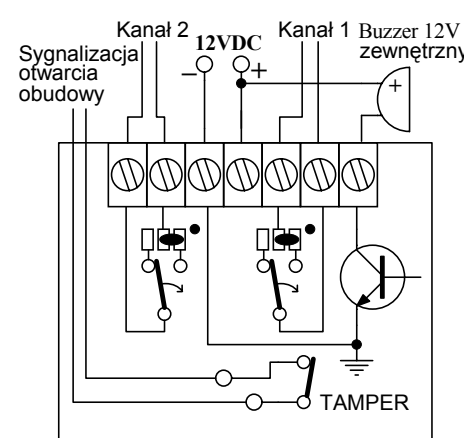 Kanał 2
12VDC
Kanał 1
Buzzer 12V
zewnętrzny
Sygnalizacja
otwarcia
obudowy
– +
+
TAMPER